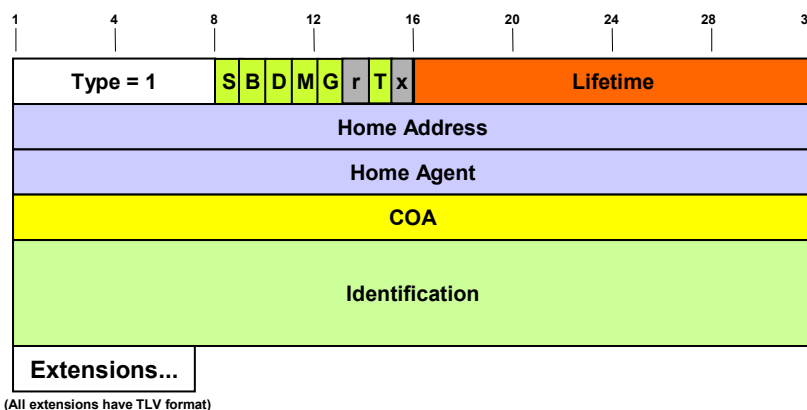 1 4 8 12 16 20 24 28 3
Type = 1 S B D M G r T x Lifetime
Home Address
Home Agent
COA
Identification
Extensions...
(All extensions have TLV format)